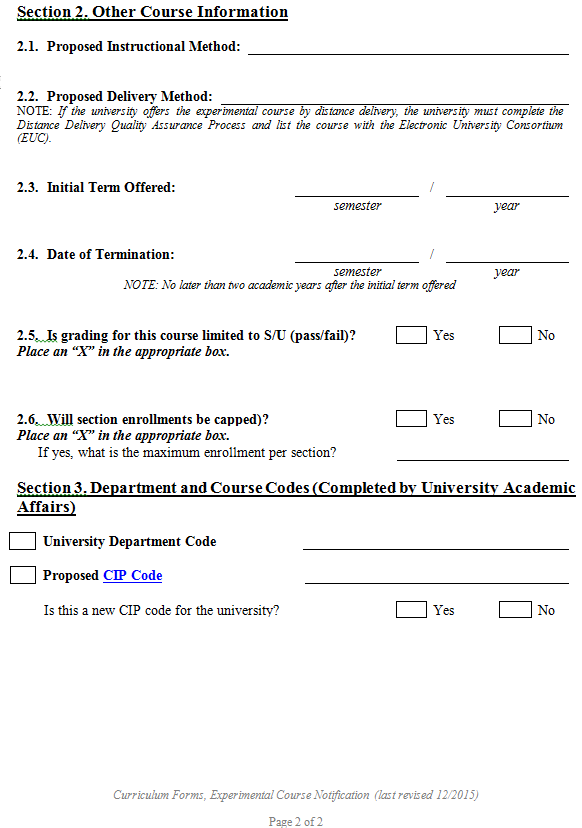 Section 2. Other Course Information
2.1. Proposed Instructional Method:
2.2. Proposed Delivery Method:
NOTE: If the university offers the experimental course by distance delivery, the university must complete the
Distance Delivery Quality Assurance Process and list the course with the Electronic University Consortium
(EUC).
2.3. Initial Term Offered: /
semester year
2.4. Date of Termination: /
semester year
NOTE: No later than two academic years after the initial term offered
2.5. Is grading for this course limited to S/U (pass/fail)? Yes No
Place an “X” in the appropriate box.
2.6. Will section enrollments be capped)? Yes No
Place an “X” in the appropriate box.
If yes, what is the maximum enrollment per section?
Section 3. Department and Course Codes (Completed by University Academic
Affairs)
University Department Code
Proposed CIP Code
Is this a new CIP code for the university? Yes No
Curriculum Forms, Experimental Course Notification (last revised 12/2015)
Page 2 of 2